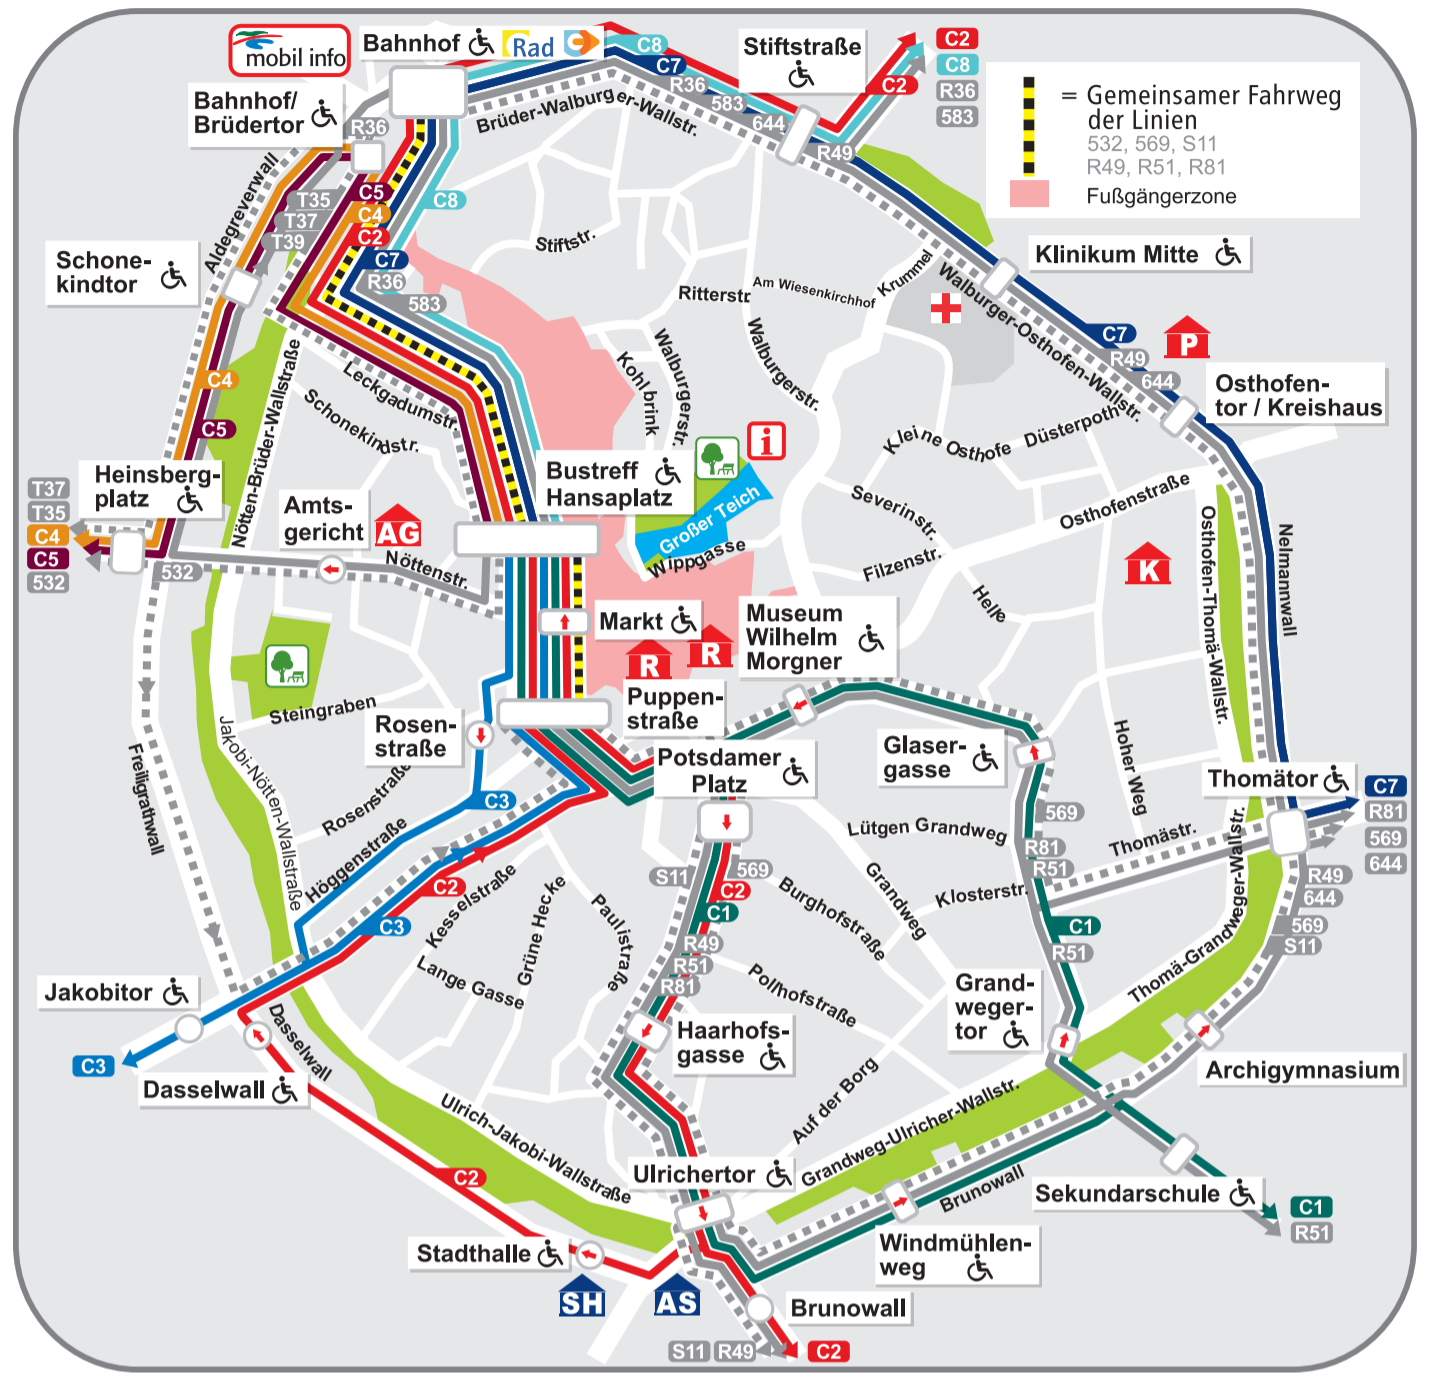 mobil info
Bahnhof
Rad
Bahnhof/
Brüdertor
R36
C8
C7
R36
583
644
Brüder-Walburger-Wallstr.
Stiftstraße
C2
R49
C2
C8
R36
583
= Gemeinsamer Fahrweg
der Linien
532, 569, S11
R49, R51, R81
Fußgängerzone
Aldegreverwall
T35
T37
T39
C5
C4
C2
C7
R36
583
C8
Stiftstr.
Schone-
kindtor
Ritterstr.
Am Wiesenkirchhof
Krummel
Klinikum Mitte
Walburger-Osthofen-Wallstr.
C7
R49
644
P
Osthofen-
tor / Kreishaus
Walburgerstr.
Walburgerstr.
Kohlbrink
Leckgadumstr.
Schonekindstr.
Nötten-Brüder-Wallstraße
C4
C5
Kleine Osthofe
Düsterpoth
Heinsberg-
platz
T37
T35
C4
C5
532
532
Amts-
gericht
AG
Nöttenstr.
Bustreff
Hansaplatz
i
Großer Teich
Wippgasse
Severinstr.
Filzenstr.
Osthofenstraße
Helle
K
Osthofen-Thomä-Wallstr.
Nelmannwall
Markt
R
R
Museum
Wilhelm
Morgner
Puppen-
straße
Steingraben
Rosen-
straße
Rosenstraße
Jakobi-Nötten-Wallstraße
Freiligrathwall
Potsdamer
Platz
Glaser-
gasse
Hoher Weg
Thomätor
C7
R81
569
644
C3
Höggenstraße
C2
C3
Kesselstraße
Grüne Hecke
Lange Gasse
Paulistraße
S11
569
C2
C1
R49
R51
R81
Lütgen Grandweg
Grandweg
Burghofstraße
Pollhofstraße
569
R81
R51
Klosterstr.
Thomästr.
C1
R51
Thomä-Grandweger-Wallstr.
R49
644
569
S11
Jakobitor
C3
Dasselwall
Dasselwall
Haarhofs-
gasse
Grand-
weger-
tor
Archigymnasium
Auf der Borg
Grandweg-Ulricher-Wallstr.
Ulrich-Jakobi-Wallstraße
C2
Ulrichertor
Brunowall
Sekundarschule
C1
R51
Stadthalle
Windmühlen-
weg
SH
AS
Brunowall
S11
R49
C2